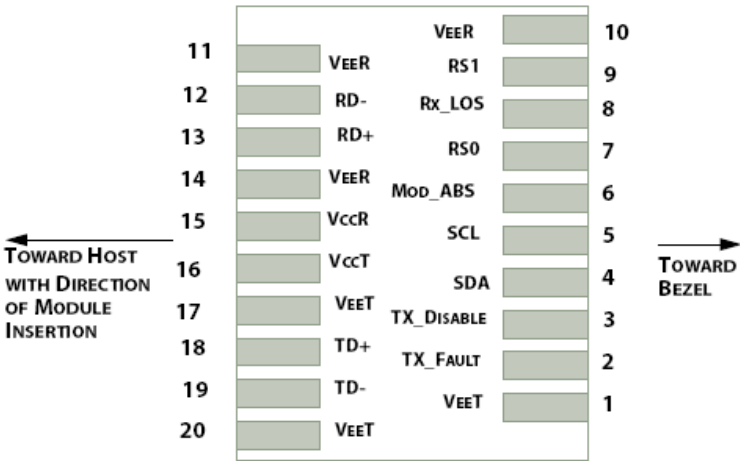 VEER 10
11 VEER
RS1 9
12 RD-
Rx_LOS 8
13 RD+
RS0 7
14 VEER
MOD_ABS 6
15 VCCR
SCL 5
TOWARD HOST
WITH DIRECTION
OF MODULE
INSERTION
16 VCCT
SDA 4
TOWARD
BEZEL
17 VEET
TX_DISABLE 3
18 TD+
TX_FAULT 2
19 TD-
VEET 1
20 VEET